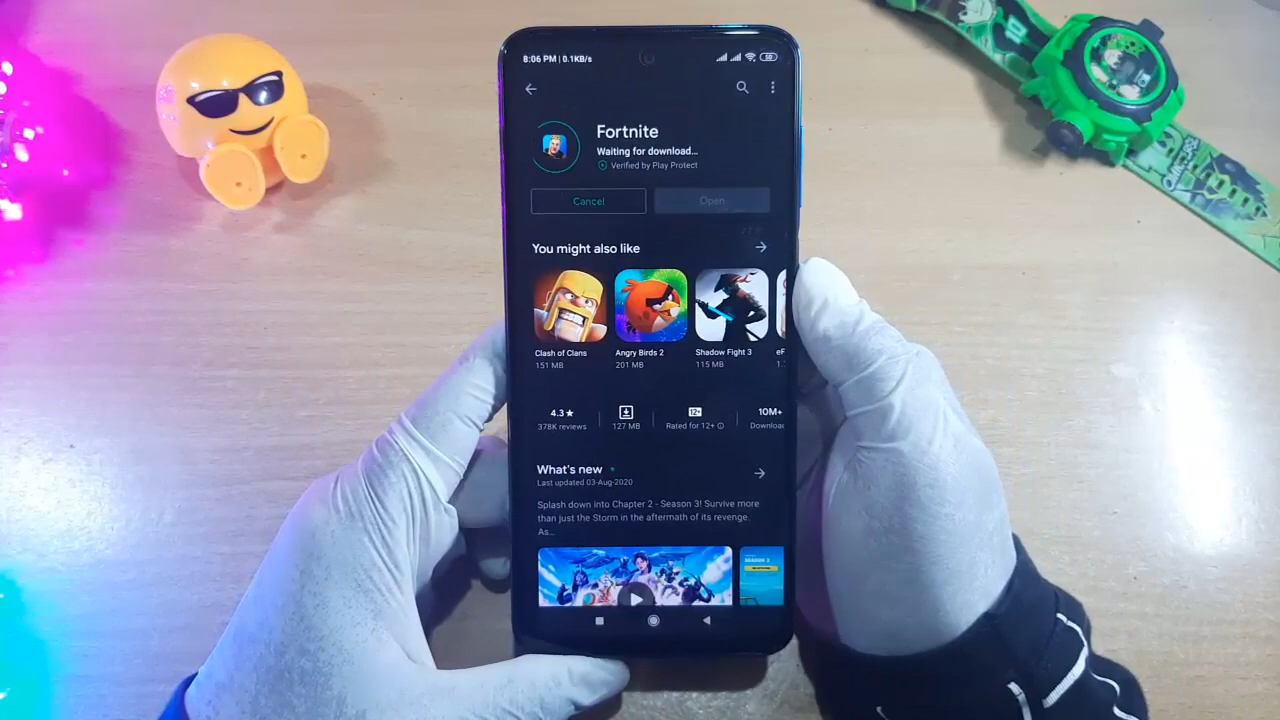 8:06 PM | 0.1KB/s
Fortnite
Waiting for download...
Verified by Play Protect
Cancel
Open
You might also like
Clash of Clans
151 MB
Angry Birds 2
201 MB
Shadow Fight 3
115 MB
4.3★
378K reviews
127 MB
12+
Rated for 12+
10M+
What's new
Last updated 03-Aug-2020
Splash down into Chapter 2 - Season 3! Survive more
than just the Storm in the aftermath of its revenge.
As...
OMNITRIX